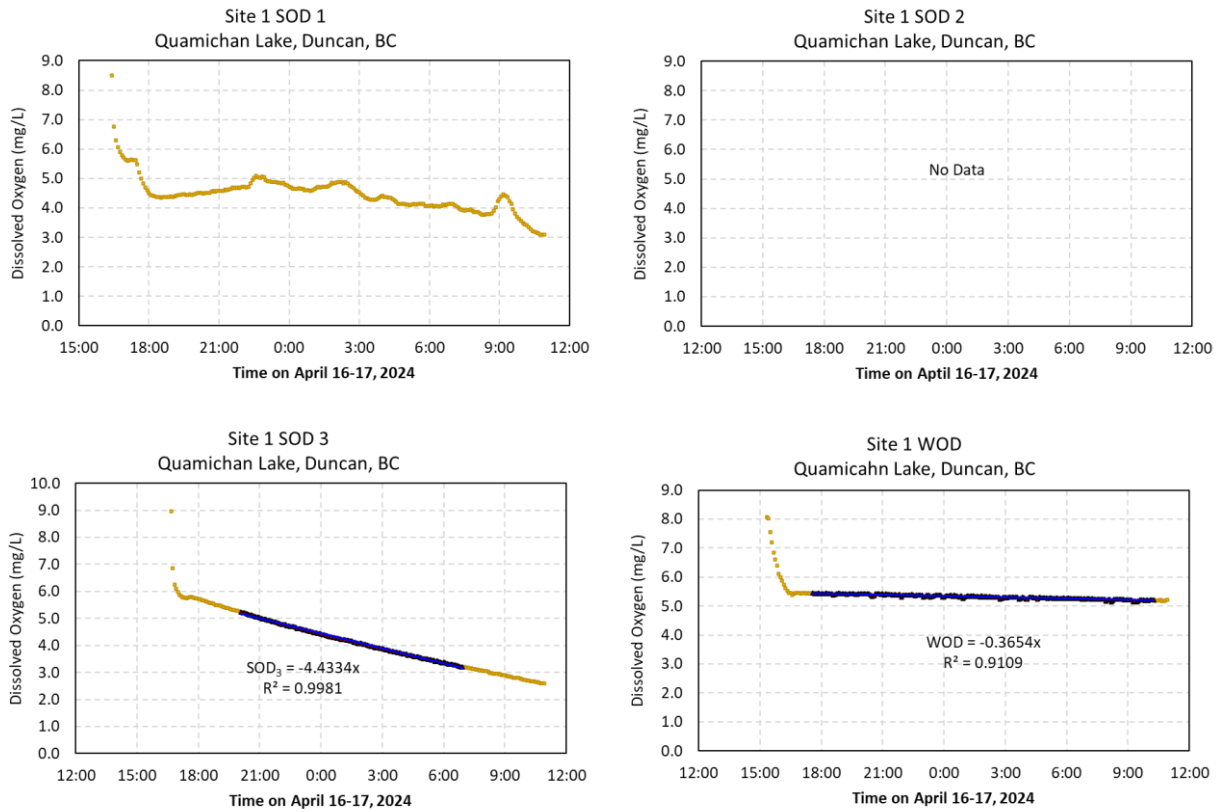 Site 1 SOD 1
Quamichan Lake, Duncan, BC
9.0
8.0
7.0
6.0
5.0
4.0
3.0
2.0
1.0
0.0
Dissolved Oxygen (mg/L)
15:00 18:00 21:00 0:00 3:00 6:00 9:00 12:00
Time on April 16-17, 2024
Site 1 SOD 2
Quamichan Lake, Duncan, BC
9.0
8.0
7.0
6.0
5.0
4.0
3.0
2.0
1.0
0.0
Dissolved Oxygen (mg/L)
No Data
12:00 15:00 18:00 21:00 0:00 3:00 6:00 9:00 12:00
Time on Aptil 16-17, 2024
Site 1 SOD 3
Quamichan Lake, Duncan, BC
10.0
9.0
8.0
7.0
6.0
5.0
4.0
3.0
2.0
1.0
0.0
Dissolved Oxygen (mg/L)
SOD₃ = -4.4334x
R² = 0.9981
12:00 15:00 18:00 21:00 0:00 3:00 6:00 9:00 12:00
Time on April 16-17, 2024
Site 1 WOD
Quamicahn Lake, Duncan, BC
9.0
8.0
7.0
6.0
5.0
4.0
3.0
2.0
1.0
0.0
Dissolved Oxygen (mg/L)
WOD = -0.3654x
R² = 0.9109
12:00 15:00 18:00 21:00 0:00 3:00 6:00 9:00 12:00
Time on April 16-17, 2024